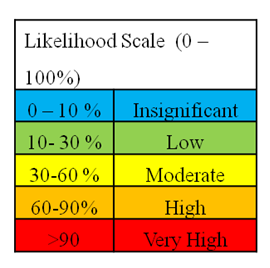 Likelihood Scale (0 –
100%)
0 – 10 % Insignificant
10- 30 % Low
30-60 % Moderate
60-90% High
>90 Very High